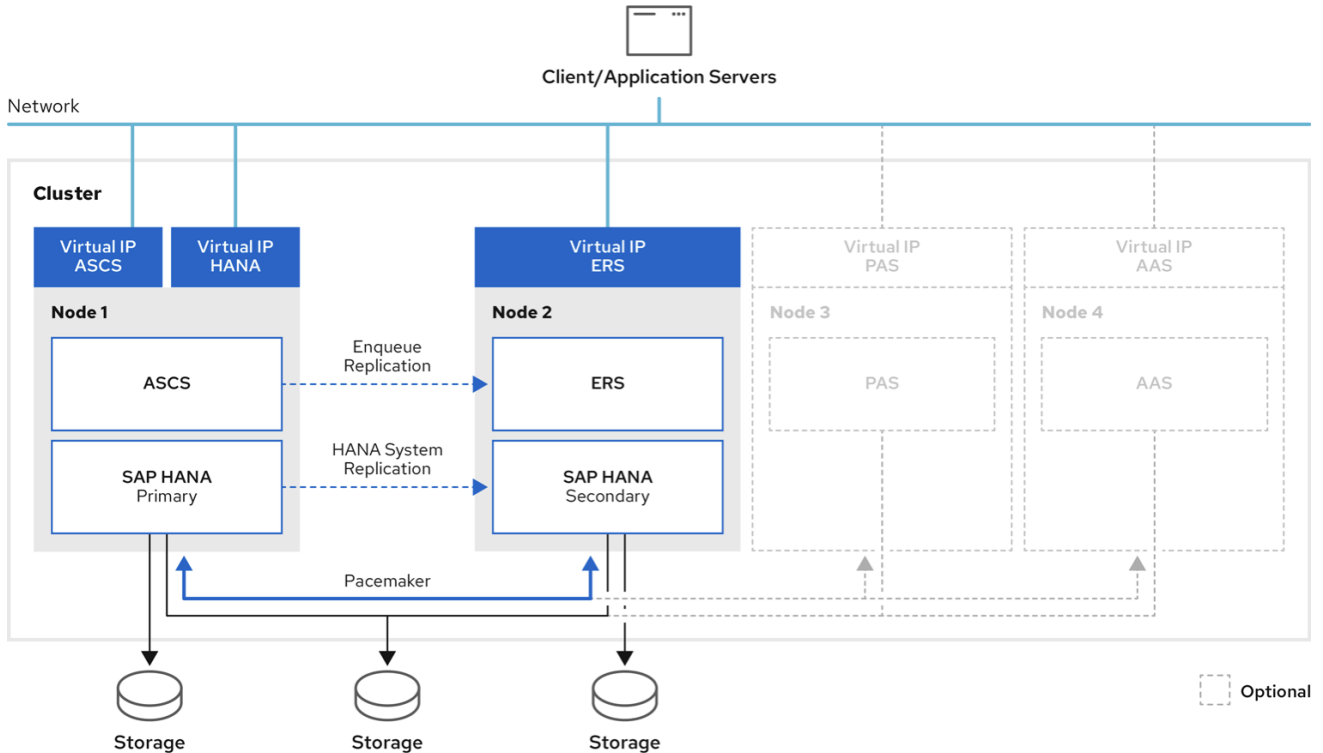 Client/Application Servers
Network
Cluster
Virtual IP
ASCS
Virtual IP
HANA
Virtual IP
ERS
Virtual IP
PAS
Virtual IP
AAS
Node 1
Node 2
Node 3
Node 4
ASCS
Enqueue
Replication
ERS
PAS
AAS
SAP HANA
Primary
HANA System
Replication
SAP HANA
Secondary
Pacemaker
Storage
Storage
Storage
Optional